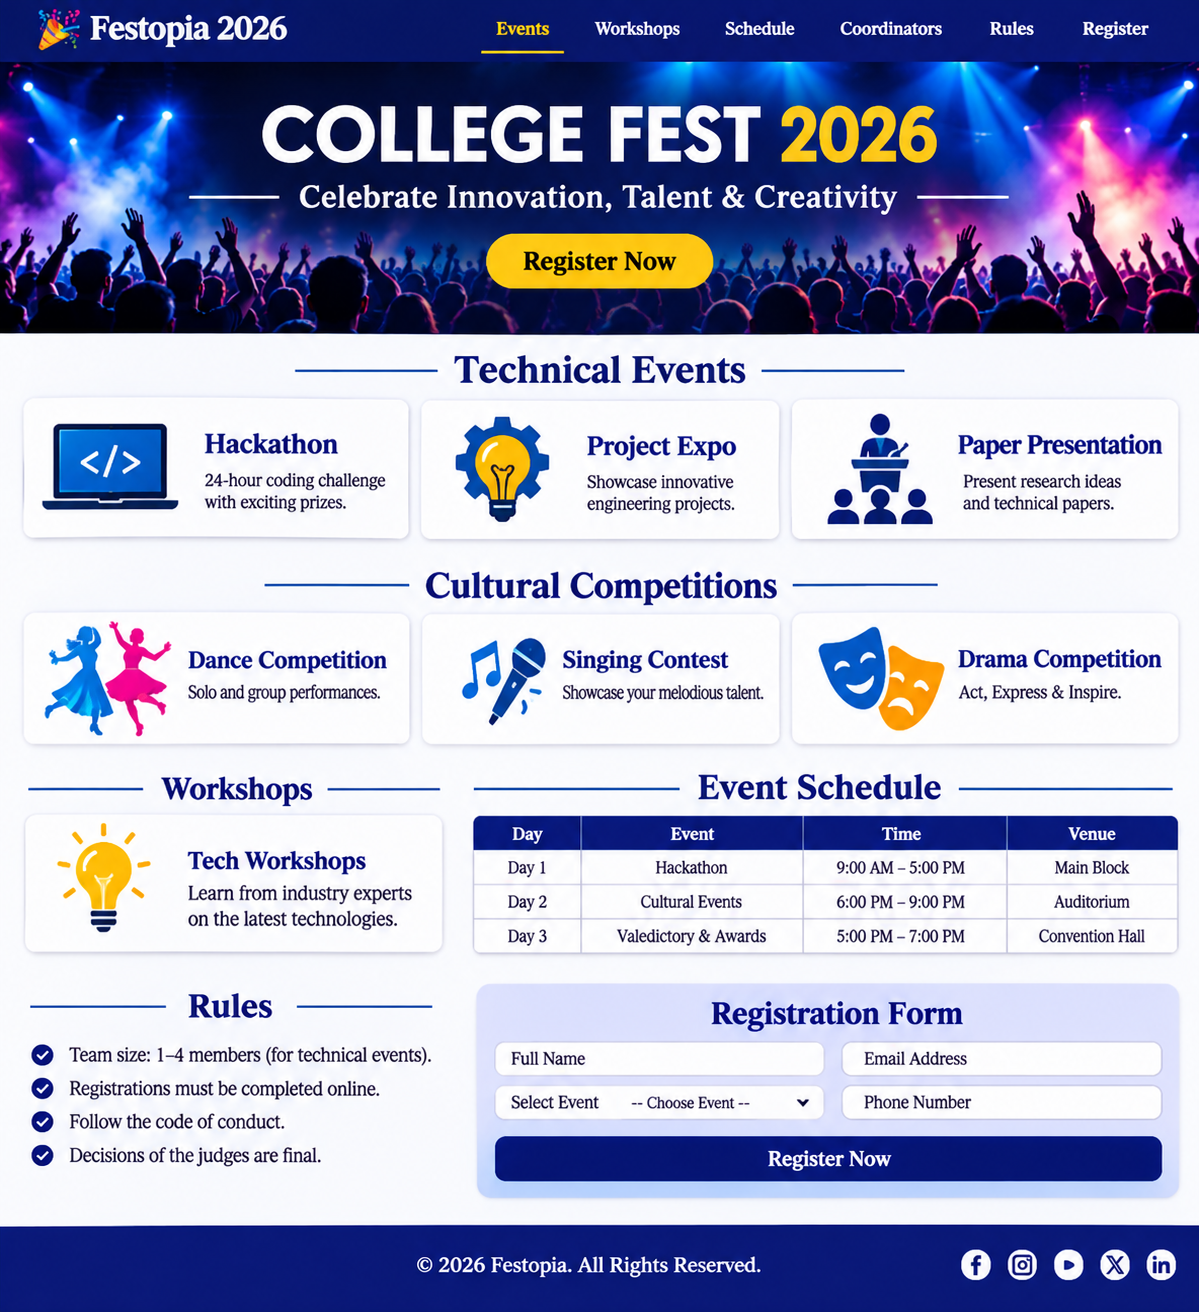 Festopia 2026
Events Workshops Schedule Coordinators Rules Register
COLLEGE FEST 2026
Celebrate Innovation, Talent & Creativity
Register Now
Technical Events
</>
Hackathon
24-hour coding challenge
with exciting prizes.
Project Expo
Showcase innovative
engineering projects.
Paper Presentation
Present research ideas
and technical papers.
Cultural Competitions
Dance Competition
Solo and group performances.
Singing Contest
Showcase your melodious talent.
Drama Competition
Act, Express & Inspire.
Workshops
Tech Workshops
Learn from industry experts
on the latest technologies.
Event Schedule
Day Event Time Venue
Day 1 Hackathon 9:00 AM – 5:00 PM Main Block
Day 2 Cultural Events 6:00 PM – 9:00 PM Auditorium
Day 3 Valedictory & Awards 5:00 PM – 7:00 PM Convention Hall
Rules
Team size: 1–4 members (for technical events).
Registrations must be completed online.
Follow the code of conduct.
Decisions of the judges are final.
Registration Form
Full Name Email Address
Select Event -- Choose Event -- Phone Number
Register Now
© 2026 Festopia. All Rights Reserved.